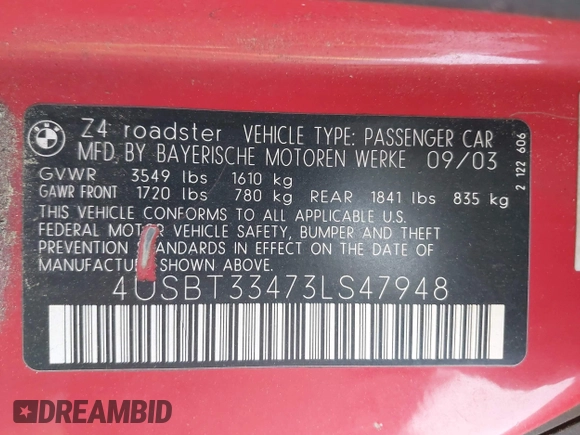 BMW
Z4 roadster VEHICLE TYPE: PASSENGER CAR
MFD BY BAYERISCHE MOTOREN WERKE 09/03
GVWR 3549 lbs 1610 kg
GAWR FRONT 1720 lbs 780 kg REAR 1841 lbs 835 kg
THIS VEHICLE CONFORMS TO ALL APPLICABLE U.S.
FEDERAL MOTOR VEHICLE SAFETY, BUMPER AND THEFT
PREVENTION STANDARDS IN EFFECT ON THE DATE OF
MANUFACTURE SHOWN ABOVE.
4USBT33473LS47948
2 122 606
DREAMBID